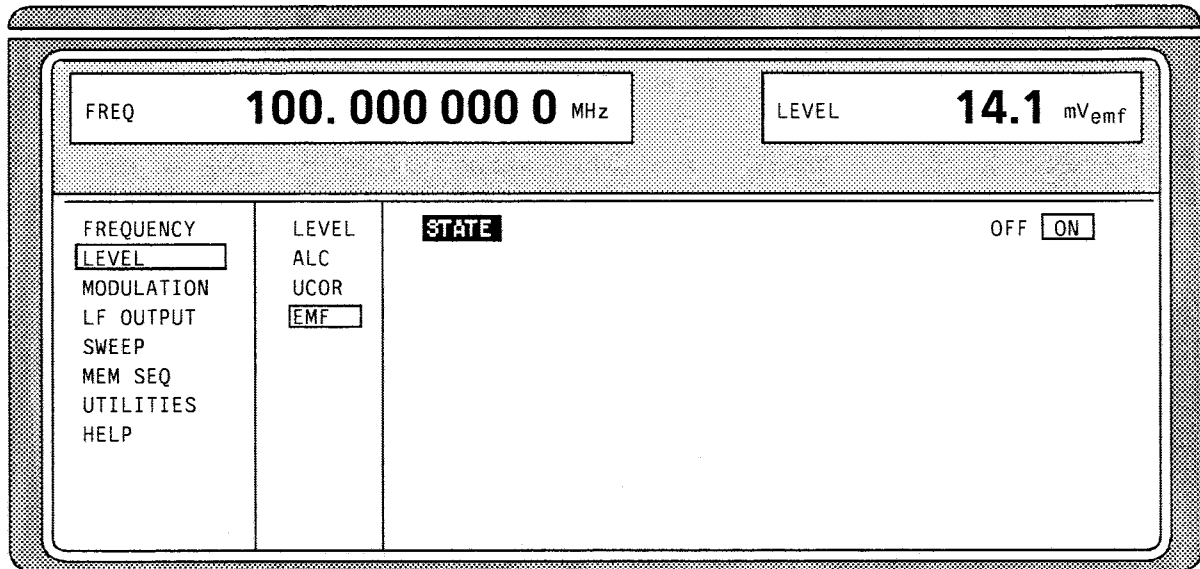 FREQ 100. 000 000 0 MHz
LEVEL 14.1 mVemf
FREQUENCY
LEVEL
MODULATION
LF OUTPUT
SWEEP
MEM SEQ
UTILITIES
HELP
LEVEL
ALC
UCOR
EMF
STATE OFF ON